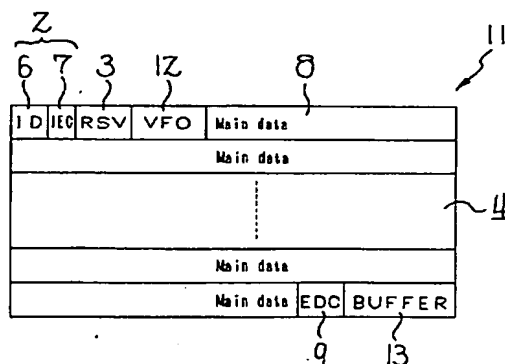 2
11
6 7 3 12 8
ID IEC RSV VFO Main data
Main data
4
Main data
Main data EDC BUFFER
9 13